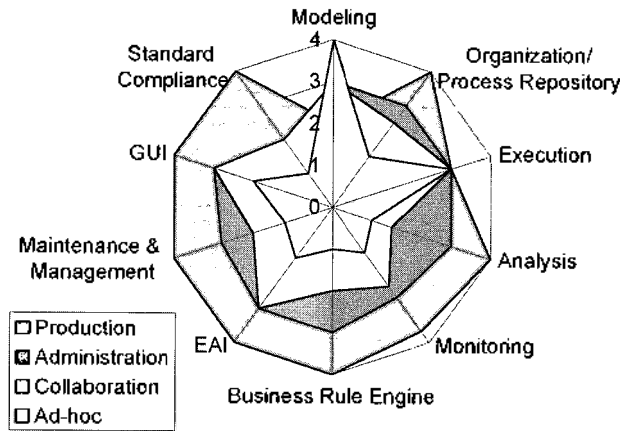 Modeling
4
Standard
Compliance
Organization/
Process Repository
3
2
GUI
Execution
1
0
Maintenance &
Management
Analysis
EAI
Monitoring
Business Rule Engine
Production
Administration
Collaboration
Ad-hoc